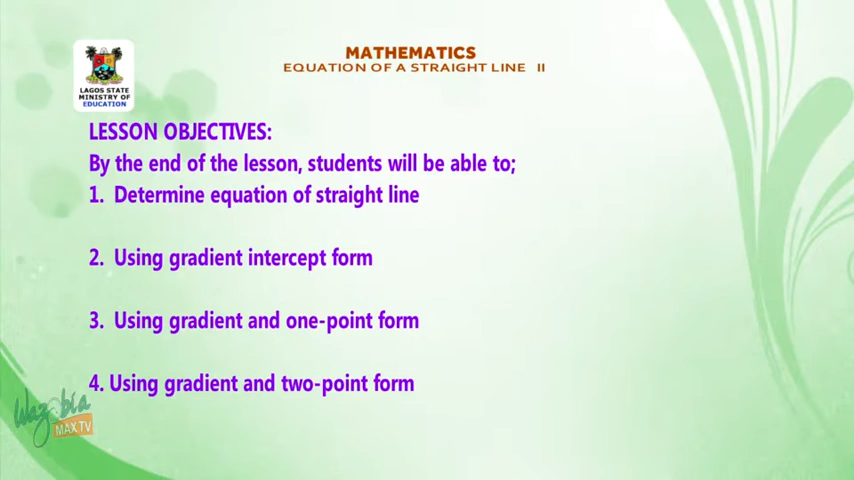 MATHEMATICS
EQUATION OF A STRAIGHT LINE II
LAGOS STATE
MINISTRY OF
EDUCATION
LESSON OBJECTIVES:
By the end of the lesson, students will be able to;
1. Determine equation of straight line
2. Using gradient intercept form
3. Using gradient and one-point form
4. Using gradient and two-point form
Wazobia
MAX TV